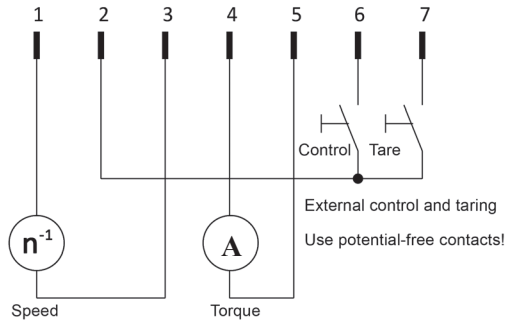 1 2 3 4 5 6 7
Control Tare
External control and taring
n⁻¹ A Use potential-free contacts!
Speed Torque